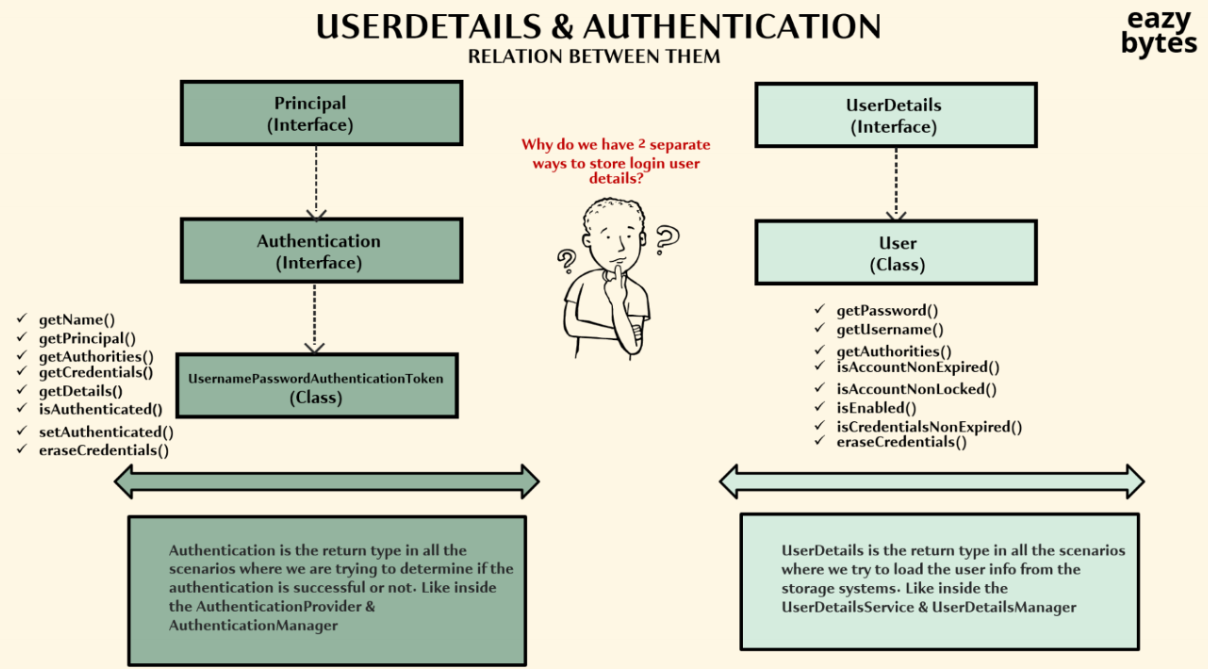 USERDETAILS & AUTHENTICATION
RELATION BETWEEN THEM
eazy
bytes
Principal
(Interface)
Authentication
(Interface)
UsernamePasswordAuthenticationToken
(Class)
✓ getName()
✓ getPrincipal()
✓ getAuthorities()
✓ getCredentials()
✓ getDetails()
✓ isAuthenticated()
✓ setAuthenticated()
✓ eraseCredentials()
Authentication is the return type in all the
scenarios where we are trying to determine if the
authentication is successful or not. Like inside
the AuthenticationProvider &
AuthenticationManager
Why do we have 2 separate
ways to store login user
details?
? ?
UserDetails
(Interface)
User
(Class)
✓ getPassword()
✓ getUsername()
✓ getAuthorities()
✓ isAccountNonExpired()
✓ isAccountNonLocked()
✓ isEnabled()
✓ isCredentialsNonExpired()
✓ eraseCredentials()
UserDetails is the return type in all the scenarios
where we try to load the user info from the
storage systems. Like inside the
UserDetailsService & UserDetailsManager